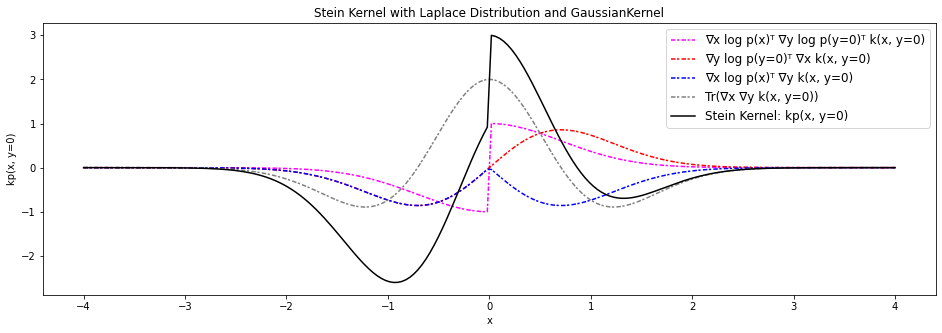 Stein Kernel with Laplace Distribution and GaussianKernel
∇x log p(x)ᵀ ∇y log p(y=0)ᵀ k(x, y=0)
∇y log p(y=0)ᵀ ∇x k(x, y=0)
∇x log p(x)ᵀ ∇y k(x, y=0)
Tr(∇x ∇y k(x, y=0))
Stein Kernel: kp(x, y=0)
kp(x, y=0)
3
2
1
0
−1
−2
−4 −3 −2 −1 0 1 2 3 4
x